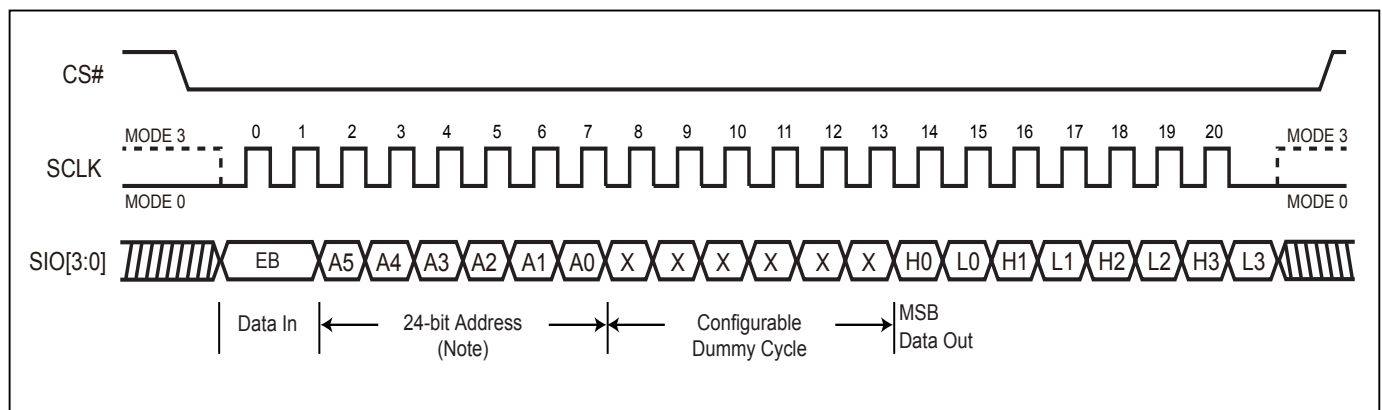 CS#
MODE 3
0 1 2 3 4 5 6 7 8 9 10 11 12 13 14 15 16 17 18 19 20
MODE 3
SCLK
MODE 0
MODE 0
SIO[3:0]
EB A5 A4 A3 A2 A1 A0 X X X X X X H0 L0 H1 L1 H2 L2 H3 L3
Data In
24-bit Address
(Note)
Configurable
Dummy Cycle
MSB
Data Out